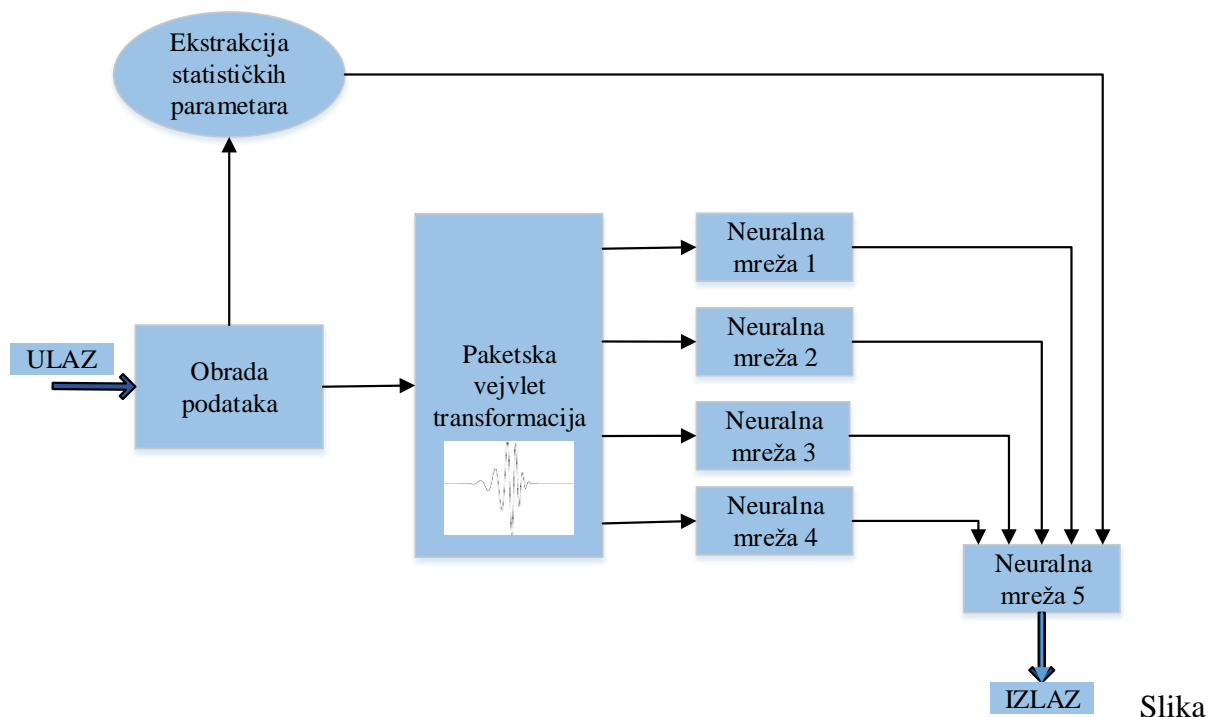 Ekstrakcija
statističkih
parametara
ULAZ
Obrada
podataka
Paketska
vejvlet
transformacija
Neuralna
mreža 1
Neuralna
mreža 2
Neuralna
mreža 3
Neuralna
mreža 4
Neuralna
mreža 5
IZLAZ
Slika